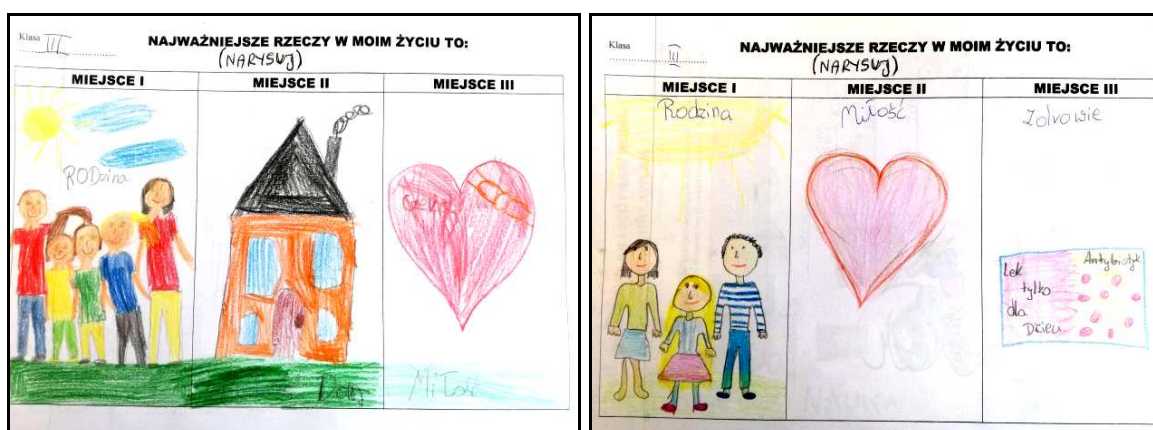 Klasa III
NAJWAŻNIEJSZE RZECZY W MOIM ŻYCIU TO:
(NARYSUJ)
MIEJSCE I
MIEJSCE II
MIEJSCE III
RODzina
Dom
Miłość
Klasa III
NAJWAŻNIEJSZE RZECZY W MOIM ŻYCIU TO:
(NARYSUJ)
MIEJSCE I
MIEJSCE II
MIEJSCE III
Rodzina
Miłość
Zdrowie
Lek
tylko
dla
Dzieci
Antybiotyk